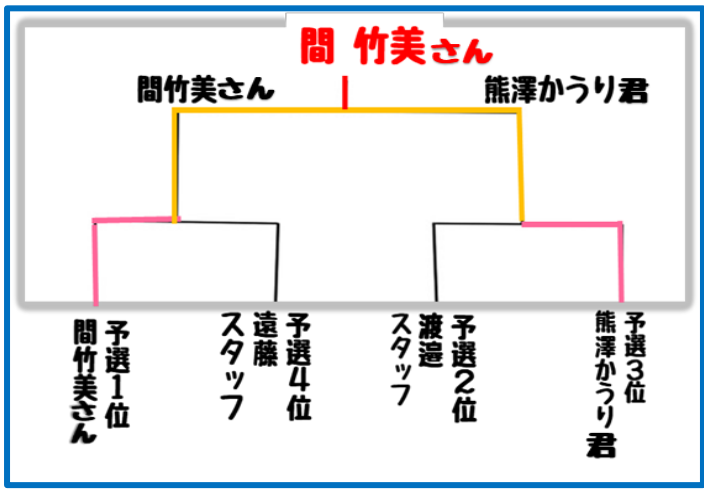 間 竹美さん
間竹美さん
熊澤かうり君
予選1位
間竹美さん
予選4位
遠藤
スタッフ
予選2位
渡邉
スタッフ
予選3位
熊澤かうり君